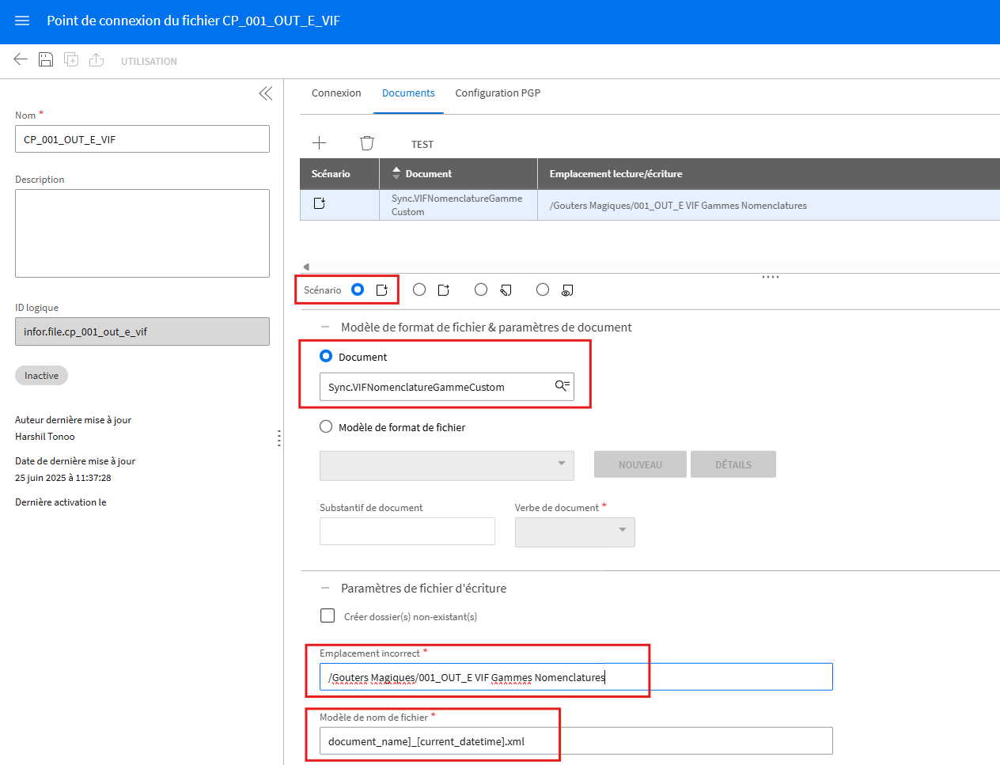 Point de connexion du fichier CP_001_OUT_E_VIF
UTILISATION
Nom *
CP_001_OUT_E_VIF
Description
ID logique
infor.file.cp_001_out_e_vif
Inactive
Auteur dernière mise à jour
Harshil Tonoo
Date de dernière mise à jour
25 juin 2025 à 11:37:28
Dernière activation le
Connexion Documents Configuration PGP
TEST
Scénario Document Emplacement lecture/écriture
Sync.VIFNomenclatureGamme
Custom
/Gouters Magiques/001_OUT_E VIF Gammes Nomenclatures
Scénario
Modèle de format de fichier & paramètres de document
Document
Sync.VIFNomenclatureGammeCustom
Modèle de format de fichier
NOUVEAU DÉTAILS
Substantif de document Verbe de document *
Paramètres de fichier d'écriture
Créer dossier(s) non-existant(s)
Emplacement incorrect *
/Gouters Magiques/001_OUT_E VIF Gammes Nomenclatures
Modèle de nom de fichier *
document_name]_[current_datetime].xml